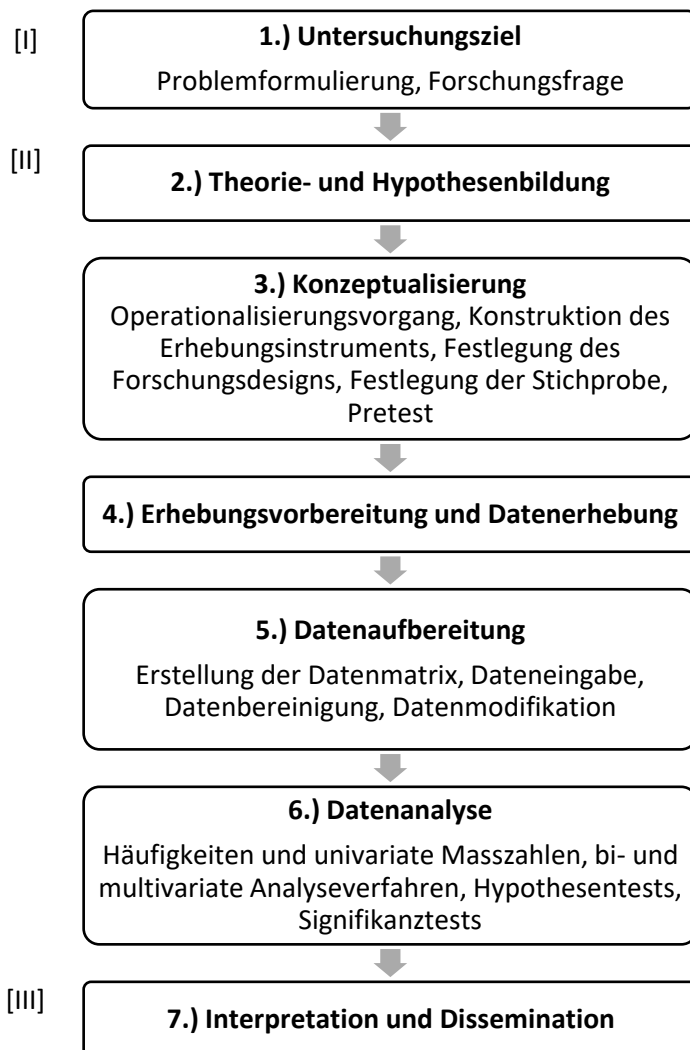 [I]
1.) Untersuchungsziel
Problemformulierung, Forschungsfrage
[II]
2.) Theorie- und Hypothesenbildung
3.) Konzeptualisierung
Operationalisierungsvorgang, Konstruktion des
Erhebungsinstruments, Festlegung des
Forschungsdesigns, Festlegung der Stichprobe,
Pretest
4.) Erhebungsvorbereitung und Datenerhebung
5.) Datenaufbereitung
Erstellung der Datenmatrix, Dateneingabe,
Datenbereinigung, Datenmodifikation
6.) Datenanalyse
Häufigkeiten und univariate Masszahlen, bi- und
multivariate Analyseverfahren, Hypothesentests,
Signifikanztests
[III]
7.) Interpretation und Dissemination